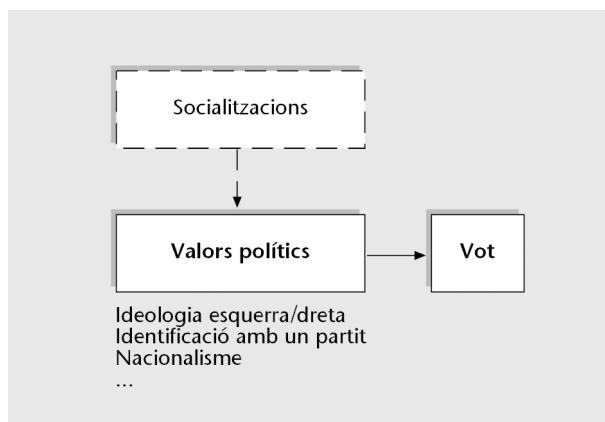 Socialitzacions
Valors polítics
Vot
Ideologia esquerra/dreta
Identificació amb un partit
Nacionalisme
...